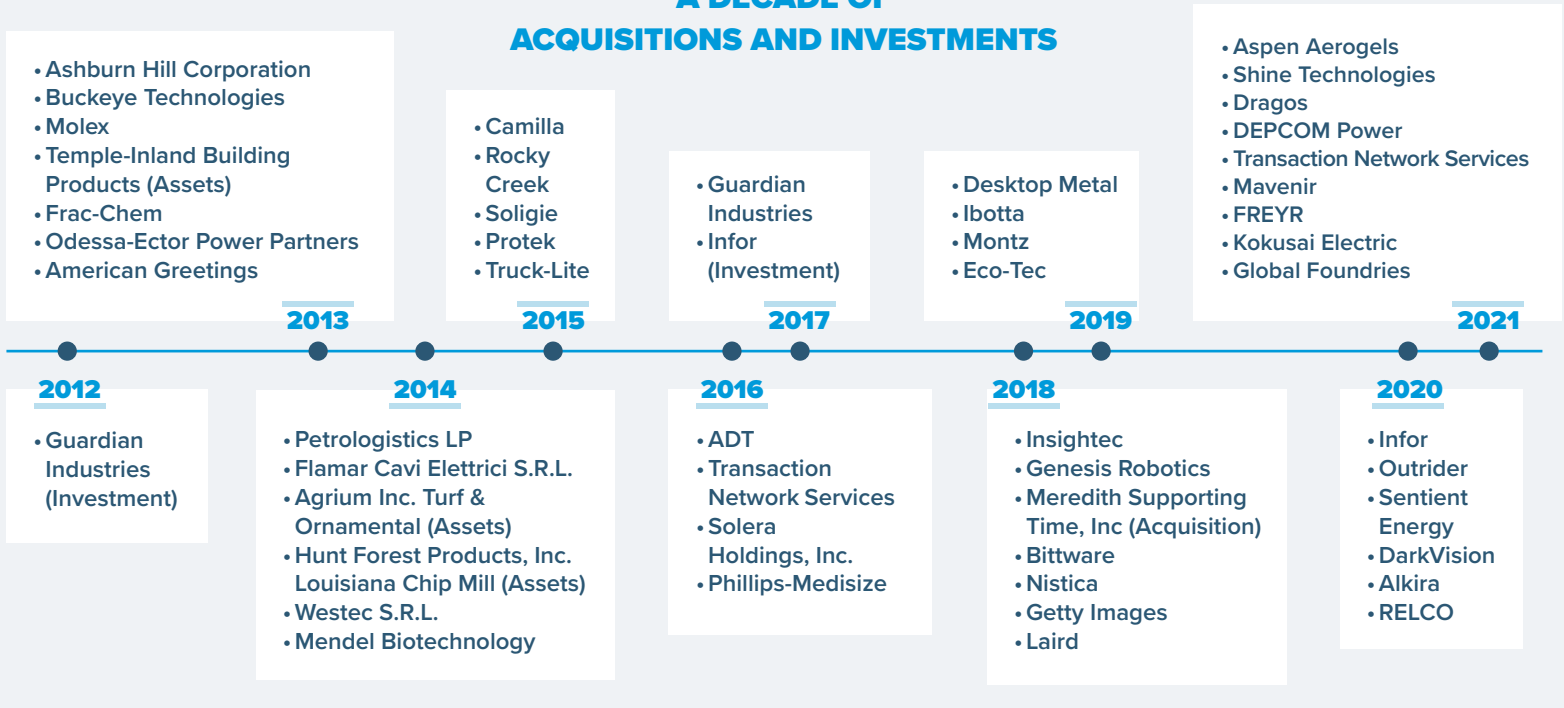 A DECADE OF
ACQUISITIONS AND INVESTMENTS
• Ashburn Hill Corporation
• Buckeye Technologies
• Molex
• Temple-Inland Building
Products (Assets)
• Frac-Chem
• Odessa-Ector Power Partners
• American Greetings
2013
• Camilla
• Rocky
Creek
• Soligie
• Protek
• Truck-Lite
2015
• Guardian
Industries
• Infor
(Investment)
2017
• Desktop Metal
• Ibotta
• Montz
• Eco-Tec
2019
• Aspen Aerogels
• Shine Technologies
• Dragos
• DEPCOM Power
• Transaction Network Services
• Mavenir
• FREYR
• Kokusai Electric
• Global Foundries
2021
2012
• Guardian
Industries
(Investment)
2014
• Petrologistics LP
• Flamar Cavi Elettrici S.R.L.
• Agrium Inc. Turf &
Ornamental (Assets)
• Hunt Forest Products, Inc.
Louisiana Chip Mill (Assets)
• Westec S.R.L.
• Mendel Biotechnology
2016
• ADT
• Transaction
Network Services
• Solera
Holdings, Inc.
• Phillips-Medisize
2018
• Insightec
• Genesis Robotics
• Meredith Supporting
Time, Inc (Acquisition)
• Bittware
• Nistica
• Getty Images
• Laird
2020
• Infor
• Outrider
• Sentient
Energy
• DarkVision
• Alkira
• RELCO